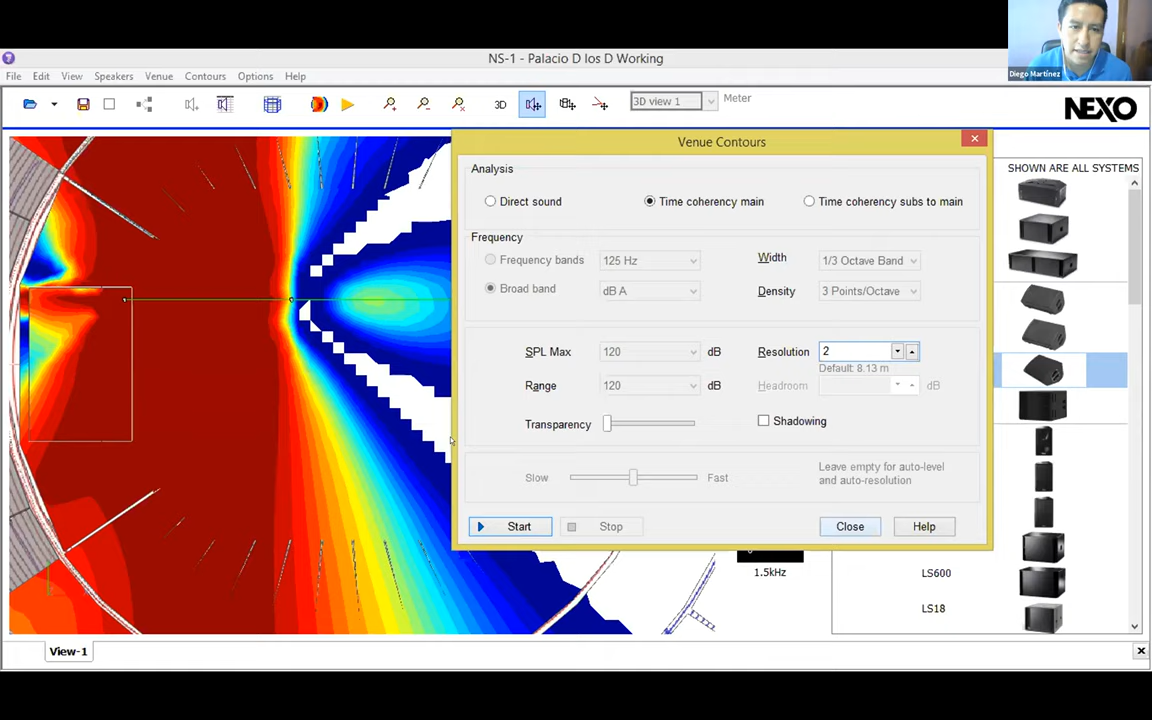 Diego Martínez
NS-1 - Palacio D los D Working
File Edit View Speakers Venue Contours Options Help
3D
3D view 1
Meter
NEXO
Venue Contours
SHOWN ARE ALL SYSTEMS
Analysis
Direct sound
Time coherency main
Time coherency subs to main
Frequency
Frequency bands
125 Hz
Width
1/3 Octave Band
Broad band
dB A
Density
3 Points/Octave
SPL Max
120
dB
Resolution
2
Default: 8.13 m
Range
120
dB
Headroom
dB
Transparency
Shadowing
Slow
Fast
Leave empty for auto-level
and auto-resolution
Start
Stop
Close
Help
1.5kHz
LS600
LS18
View-1